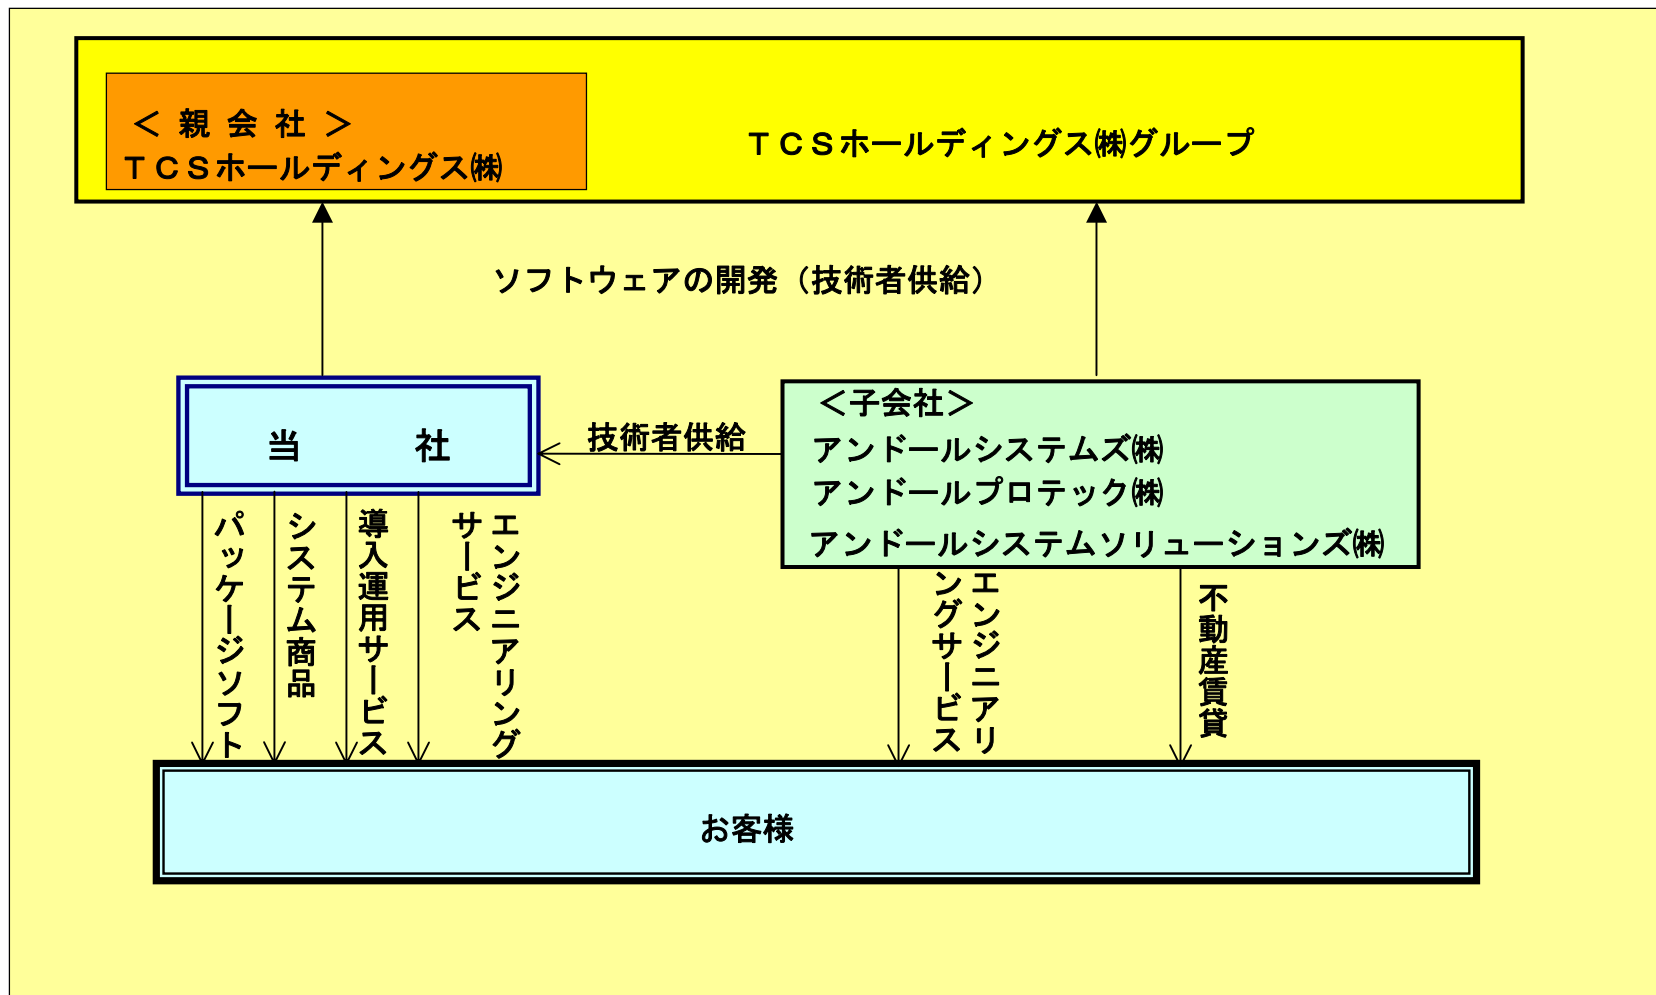 ＜ 親 会 社 ＞
ＴＣＳホールディングス㈱
ＴＣＳホールディングス㈱グループ
ソフトウェアの開発（技術者供給）
当　　　社
技術者供給
＜子会社＞
アンドールシステムズ㈱
アンドールプロテック㈱
アンドールシステムソリューションズ㈱
パッケージソフト
システム商品
導入運用サービス
エンジニアリング
サービス
エンジニアリ
ングサービス
不動産賃貸
お客様